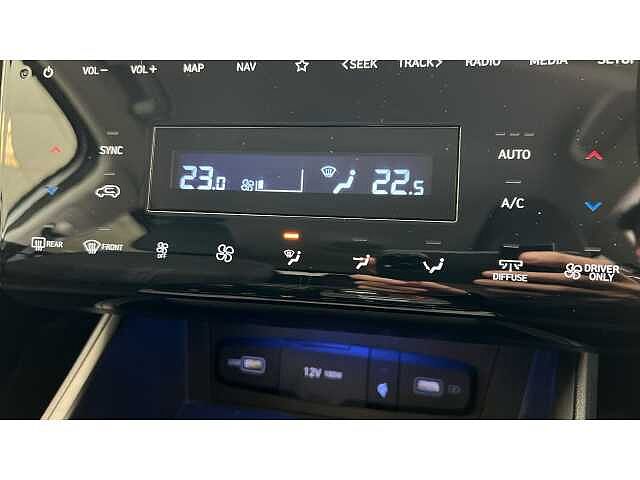 VOL− VOL+ MAP NAV ☆ <SEEK TRACK> RADIO MEDIA SETUP
SYNC AUTO
23.0 22.5
A/C
REAR FRONT OFF
DIFFUSE
DRIVER
ONLY
12V